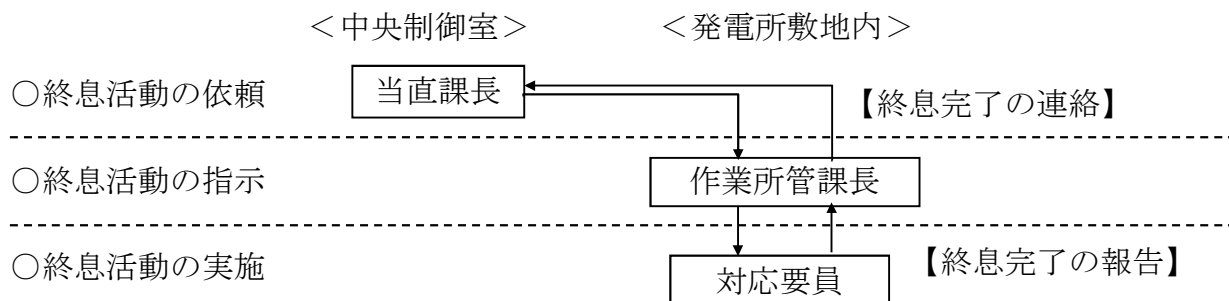 ＜中央制御室＞ ＜発電所敷地内＞
○終息活動の依頼 当直課長 【終息完了の連絡】
○終息活動の指示 作業所管課長
○終息活動の実施 対応要員 【終息完了の報告】